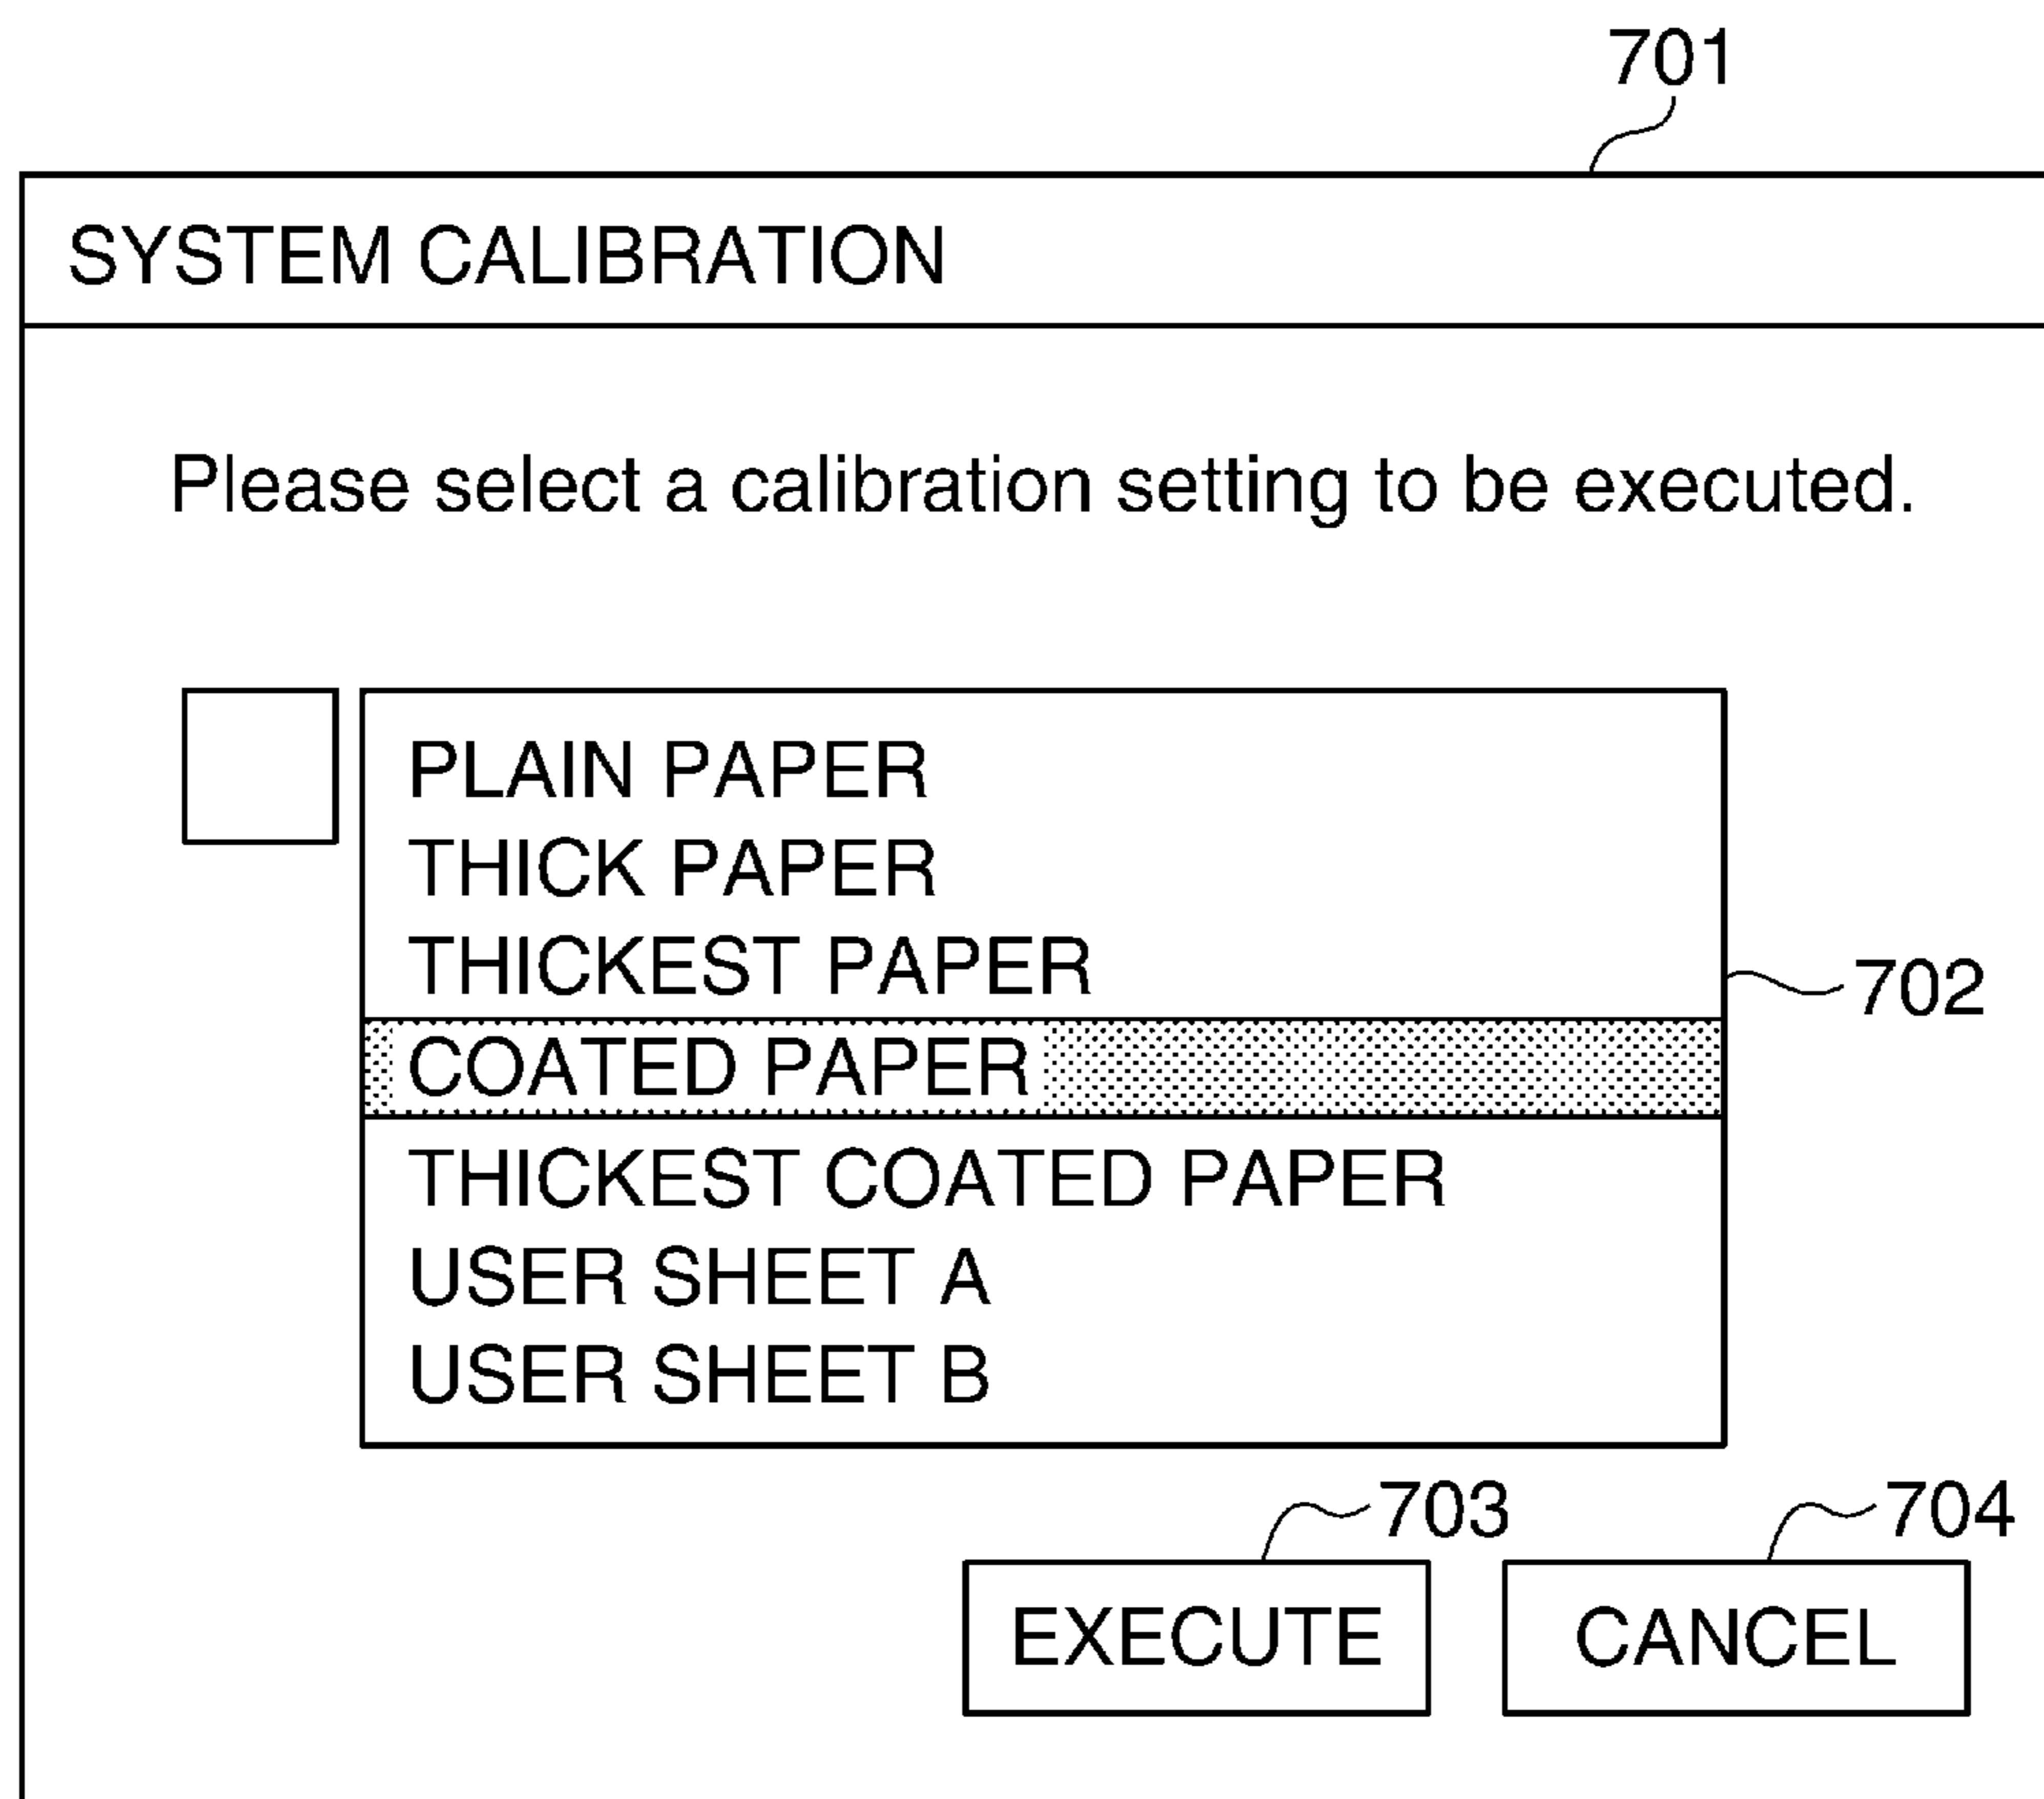 701
SYSTEM CALIBRATION
Please select a calibration setting to be executed.
PLAIN PAPER
THICK PAPER
THICKEST PAPER
702
COATED PAPER
THICKEST COATED PAPER
USER SHEET A
USER SHEET B
703
704
EXECUTE
CANCEL